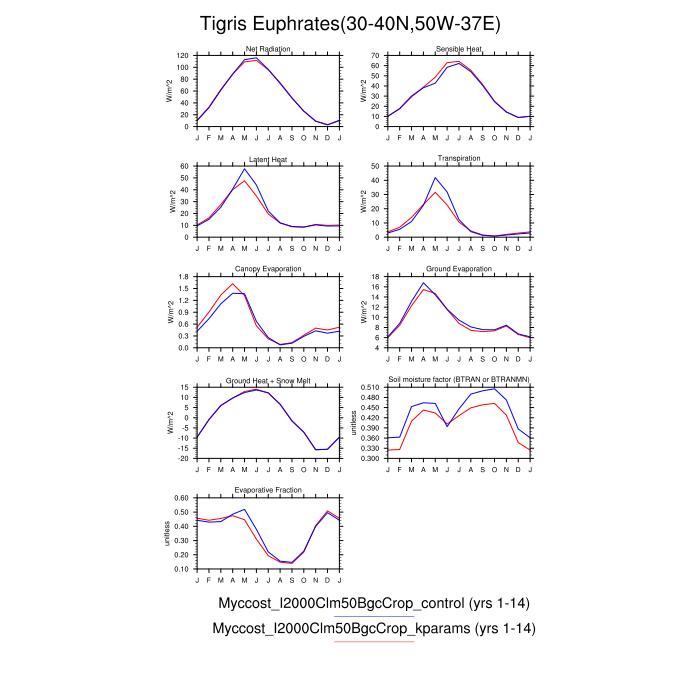 Tigris Euphrates(30-40N,50W-37E)
Net Radiation
W/m^2
120
100
80
60
40
20
0
J F M A M J J A S O N D J
Sensible Heat
W/m^2
70
60
50
40
30
20
10
0
J F M A M J J A S O N D J
Latent Heat
W/m^2
60
50
40
30
20
10
0
J F M A M J J A S O N D J
Transpiration
W/m^2
50
40
30
20
10
0
J F M A M J J A S O N D J
Canopy Evaporation
W/m^2
1.8
1.5
1.2
0.9
0.6
0.3
0.0
J F M A M J J A S O N D J
Ground Evaporation
W/m^2
18
16
14
12
10
8
6
4
J F M A M J J A S O N D J
Ground Heat + Snow Melt
W/m^2
15
10
5
0
-5
-10
-15
-20
J F M A M J J A S O N D J
Soil moisture factor (BTRAN or BTRANMN)
unitless
0.510
0.480
0.450
0.420
0.390
0.360
0.330
0.300
J F M A M J J A S O N D J
Evaporative Fraction
unitless
0.60
0.50
0.40
0.30
0.20
0.10
J F M A M J J A S O N D J
Myccost_I2000Clm50BgcCrop_control (yrs 1-14)
Myccost_I2000Clm50BgcCrop_kparams (yrs 1-14)